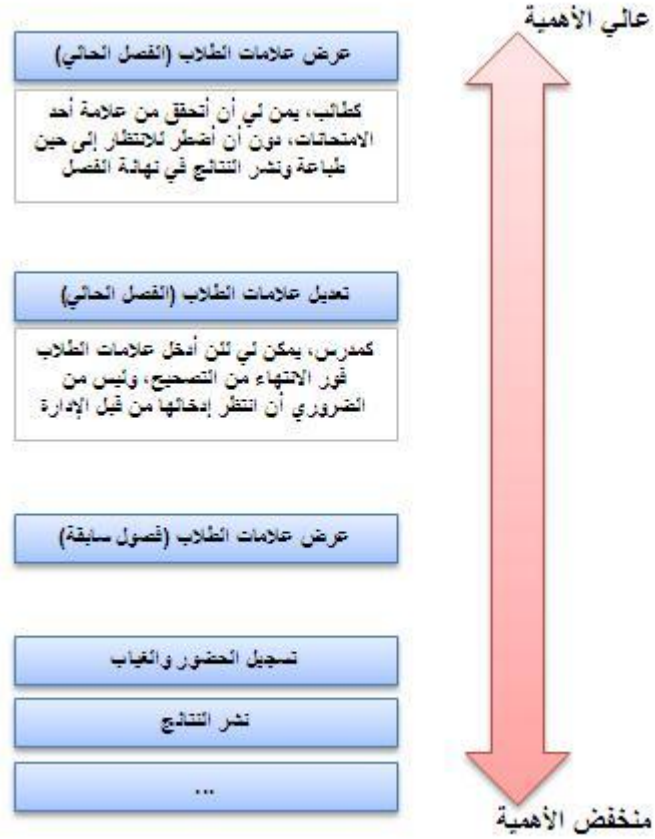 عالي الأهمية
عرض علامات الطلاب (الفصل الحالي)
كطالب، يمن لي أن أتحقق من علامة أحد
الامتحانات، دون أن أضطر للانتظار إلى حين
طباعة ونشر النتائج في نهائة الفصل
تعديل علامات الطلاب (الفصل الحالي)
كمدرس، يمكن لي لئن أدخل علامات الطلاب
فور الانتهاء من التصحيح، وليس من
الضروري أن انتظر إدخالها من قبل الإدارة
عرض علامات الطلاب (فصول سابقة)
تسجيل الحضور والغياب
نشر النتائج
...
منخفض الأهمية